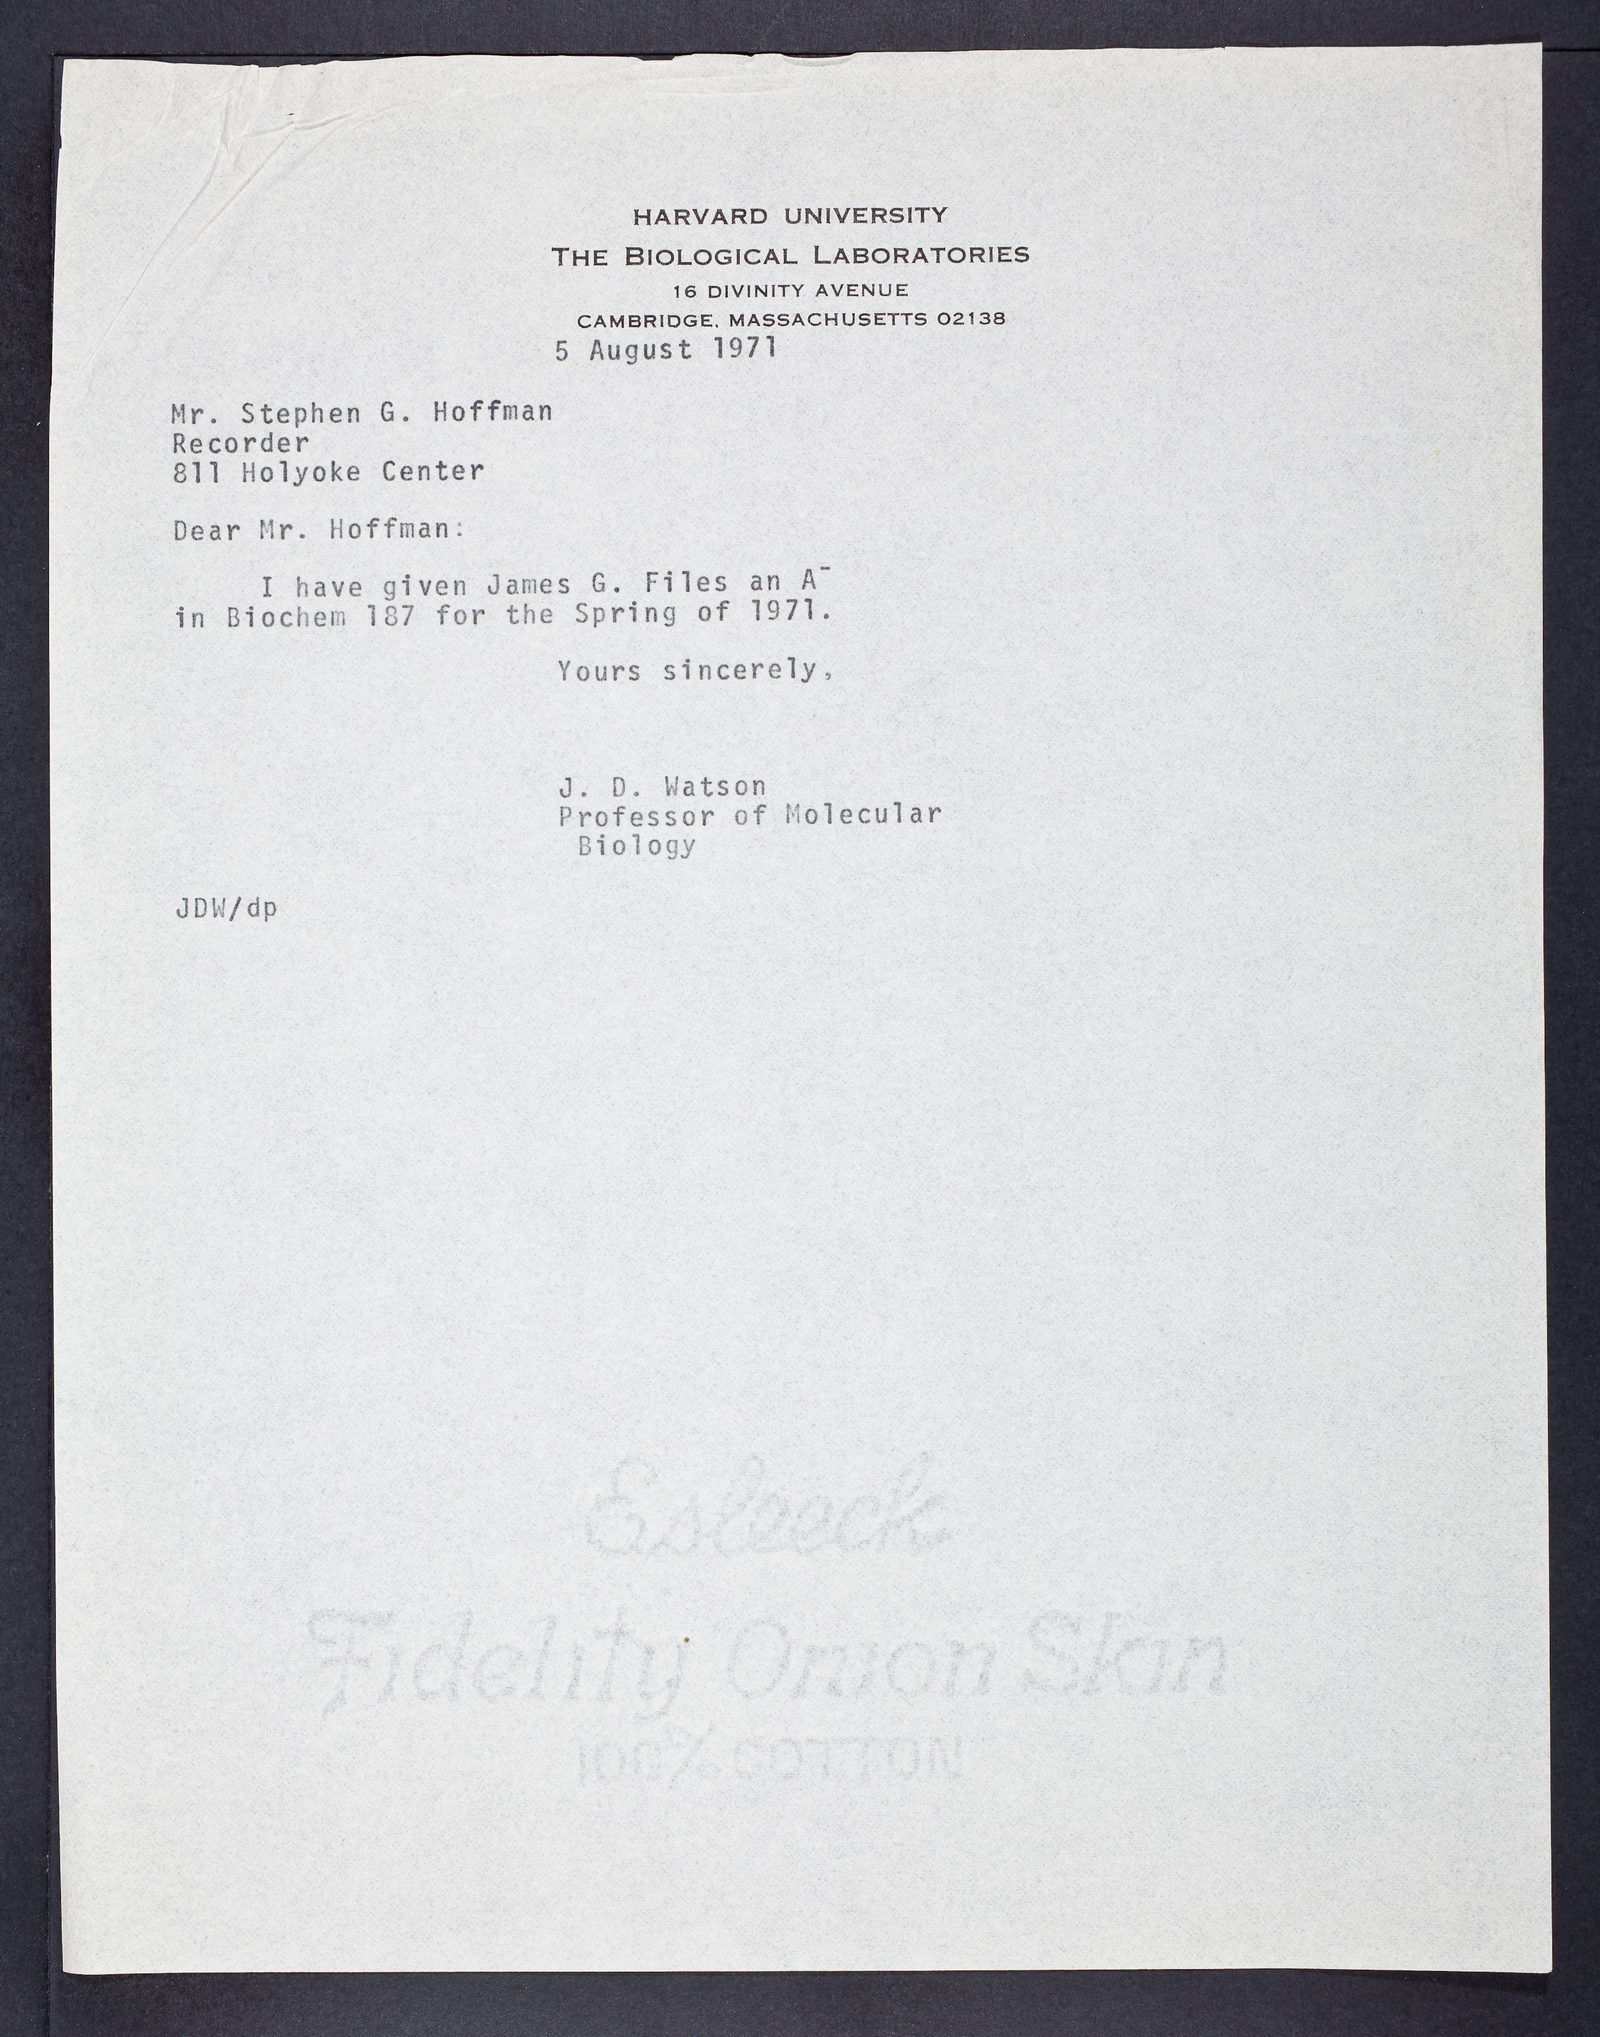 HARVARD UNIVERSITY
THE BIOLOGICAL LABORATORIES
16 DIVINITY AVENUE
CAMBRIDGE, MASSACHUSETTS 02138
5 August 1971
Mr. Stephen G. Hoffman
Recorder
811 Holyoke Center
Dear Mr. Hoffman:
I have given James G. Files an A-
in Biochem 187 for the Spring of 1971.
Yours sincerely,
J. D. Watson
Professor of Molecular
Biology
JDW/dp
Esleeck
Fidelity Onion Skin
100% COTTON